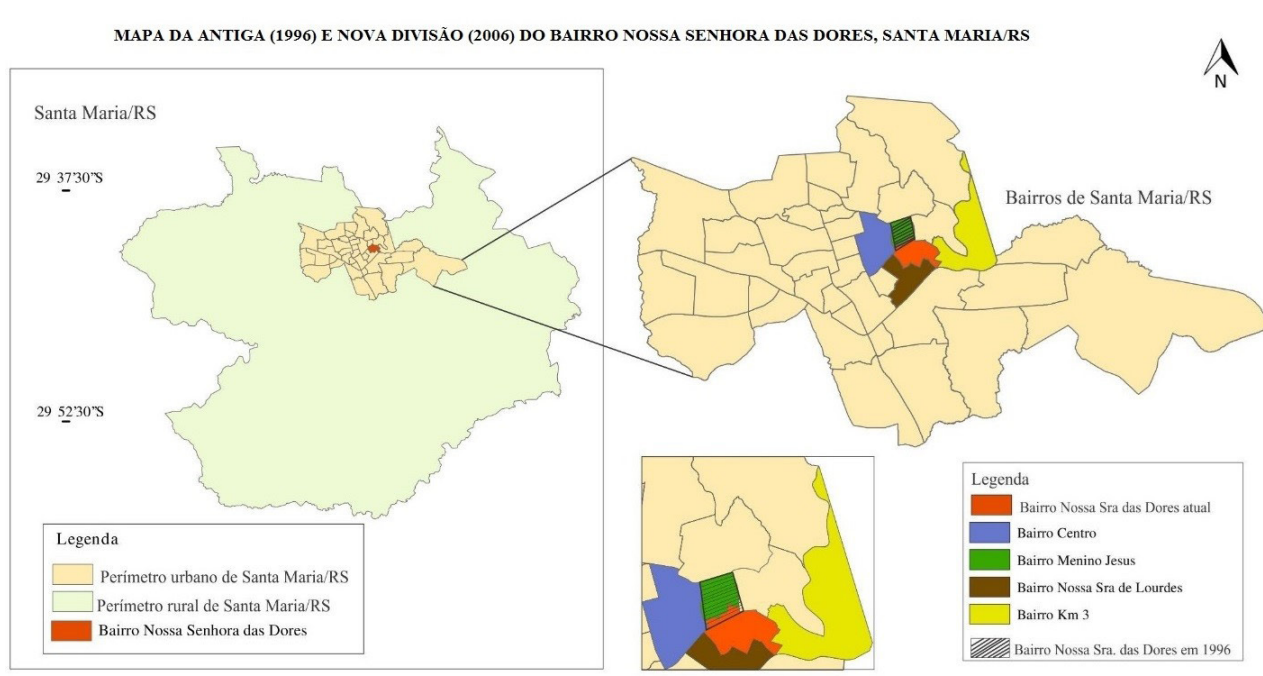 MAPA DA ANTIGA (1996) E NOVA DIVISÃO (2006) DO BAIRRO NOSSA SENHORA DAS DORES, SANTA MARIA/RS
N
Santa Maria/RS
29 37'30"S
29 52'30"S
Legenda
Perímetro urbano de Santa Maria/RS
Perímetro rural de Santa Maria/RS
Bairro Nossa Senhora das Dores
Bairros de Santa Maria/RS
Legenda
Bairro Nossa Sra das Dores atual
Bairro Centro
Bairro Menino Jesus
Bairro Nossa Sra de Lourdes
Bairro Km 3
Bairro Nossa Sra. das Dores em 1996